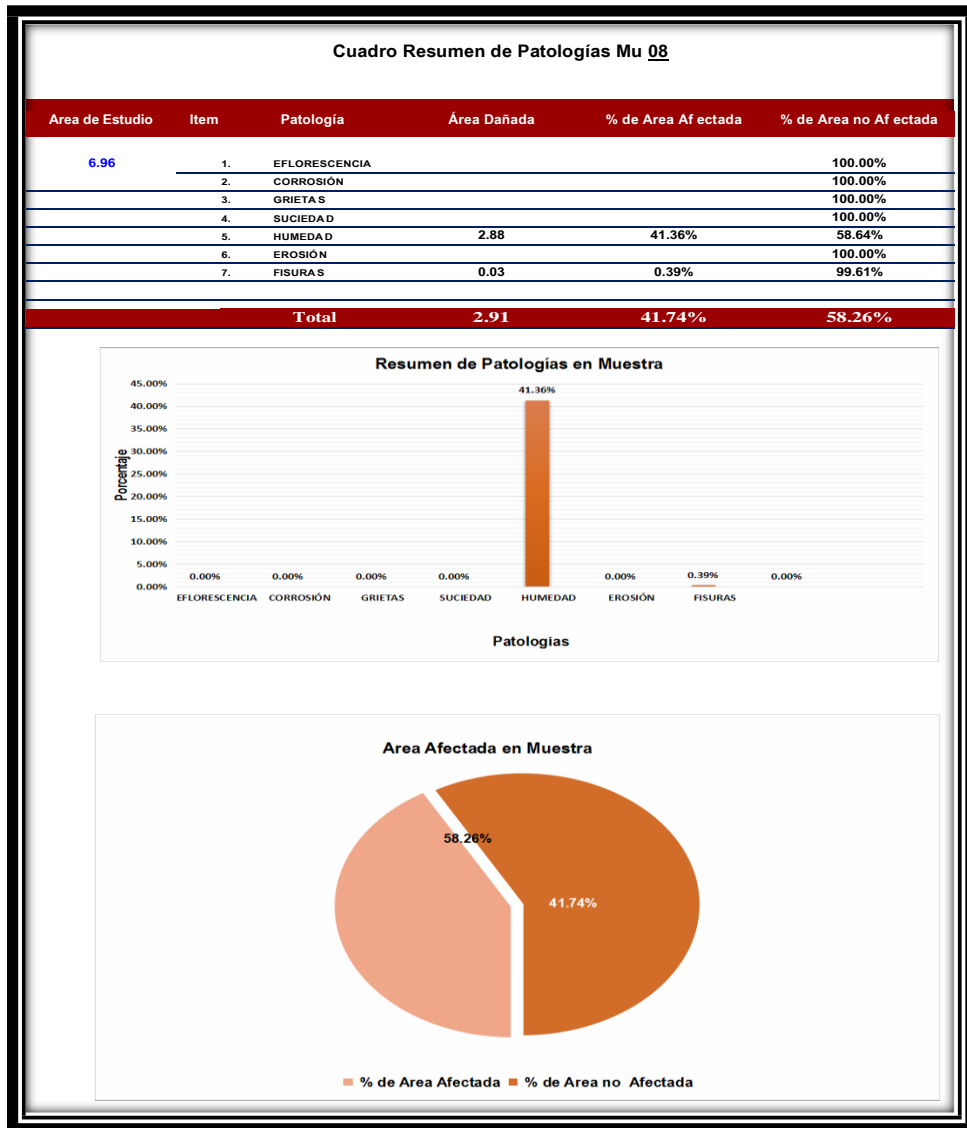 Cuadro Resumen de Patologías Mu 08
Area de Estudio Item Patología Área Dañada % de Area Af ectada % de Area no Af ectada
6.96 1. EFLORESCENCIA 100.00%
2. CORROSIÓN 100.00%
3. GRIETA S 100.00%
4. SUCIEDA D 100.00%
5. HUMEDA D 2.88 41.36% 58.64%
6. EROSIÓN 100.00%
7. FISURA S 0.03 0.39% 99.61%
Total 2.91 41.74% 58.26%
Resumen de Patologías en Muestra
45.00%
40.00%
35.00%
30.00%
25.00%
20.00%
15.00%
10.00%
5.00%
0.00%
Porcentaje
0.00% 0.00% 0.00% 0.00% 41.36% 0.00% 0.39% 0.00%
EFLORESCENCIA CORROSIÓN GRIETAS SUCIEDAD HUMEDAD EROSIÓN FISURAS
Patologias
Area Afectada en Muestra
58.26%
41.74%
% de Area Afectada % de Area no Afectada